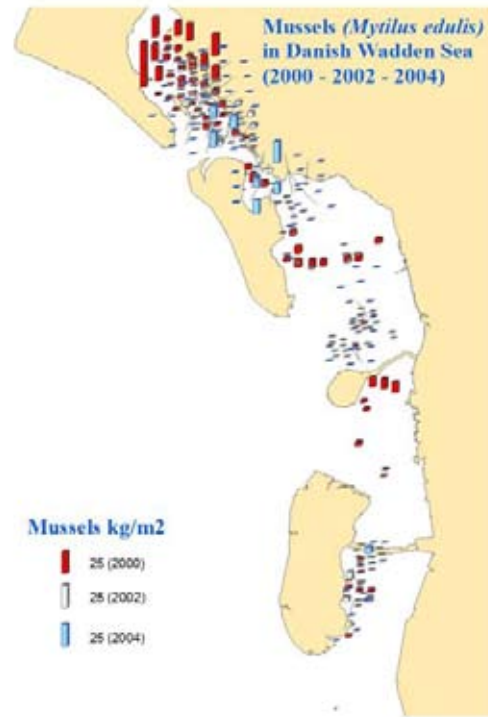 Mussels (Mytilus edulis)
in Danish Wadden Sea
(2000 - 2002 - 2004)
Mussels kg/m2
25 (2000)
25 (2002)
25 (2004)